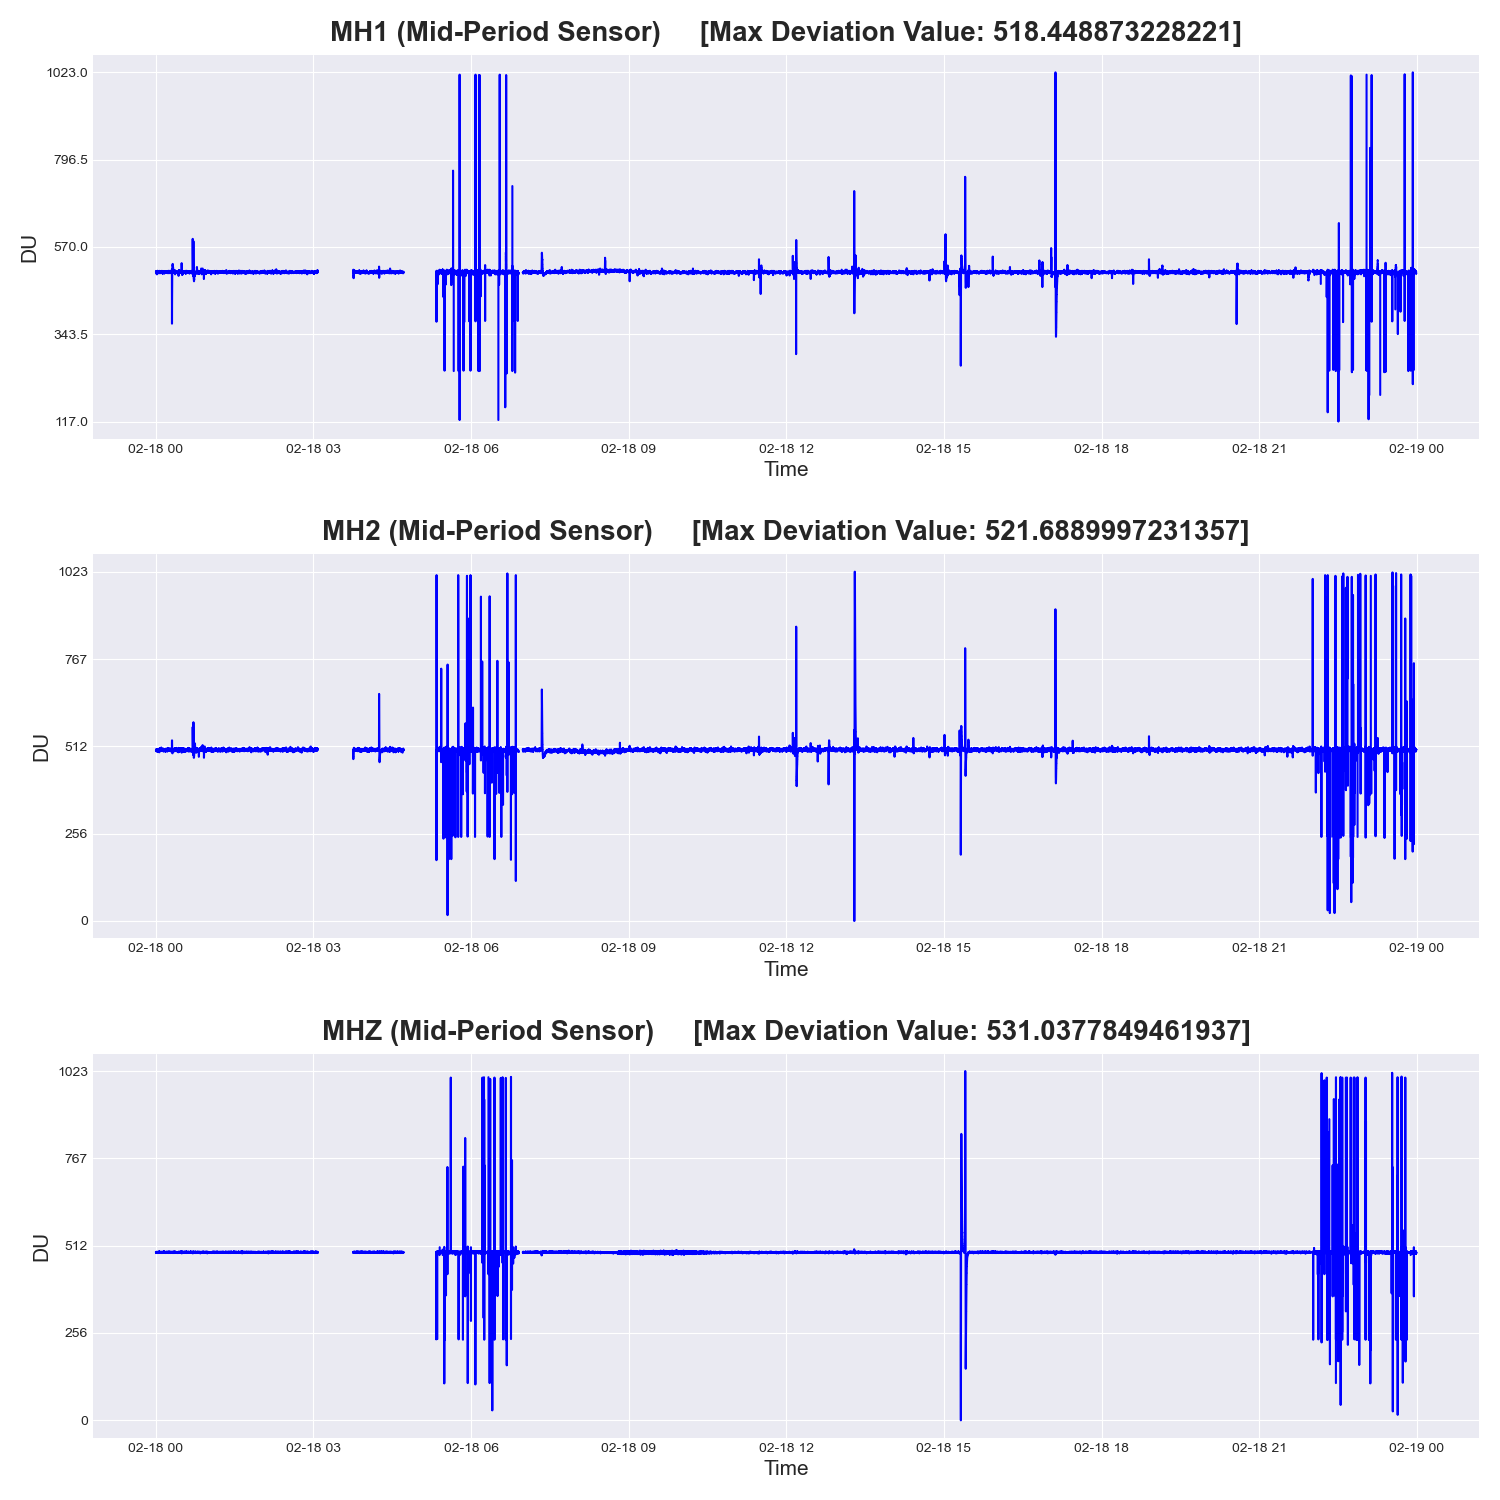 MH1 (Mid-Period Sensor) [Max Deviation Value: 518.448873228221]
1023.0
796.5
570.0
343.5
117.0
DU
02-18 00 02-18 03 02-18 06 02-18 09 02-18 12 02-18 15 02-18 18 02-18 21 02-19 00
Time
MH2 (Mid-Period Sensor) [Max Deviation Value: 521.6889997231357]
1023
767
512
256
0
DU
02-18 00 02-18 03 02-18 06 02-18 09 02-18 12 02-18 15 02-18 18 02-18 21 02-19 00
Time
MHZ (Mid-Period Sensor) [Max Deviation Value: 531.0377849461937]
1023
767
512
256
0
DU
02-18 00 02-18 03 02-18 06 02-18 09 02-18 12 02-18 15 02-18 18 02-18 21 02-19 00
Time